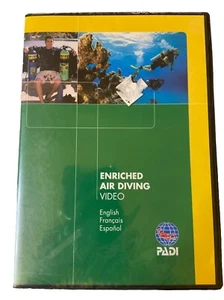 ENRICHED
AIR DIVING
VIDEO
English
Français
Español
PADI